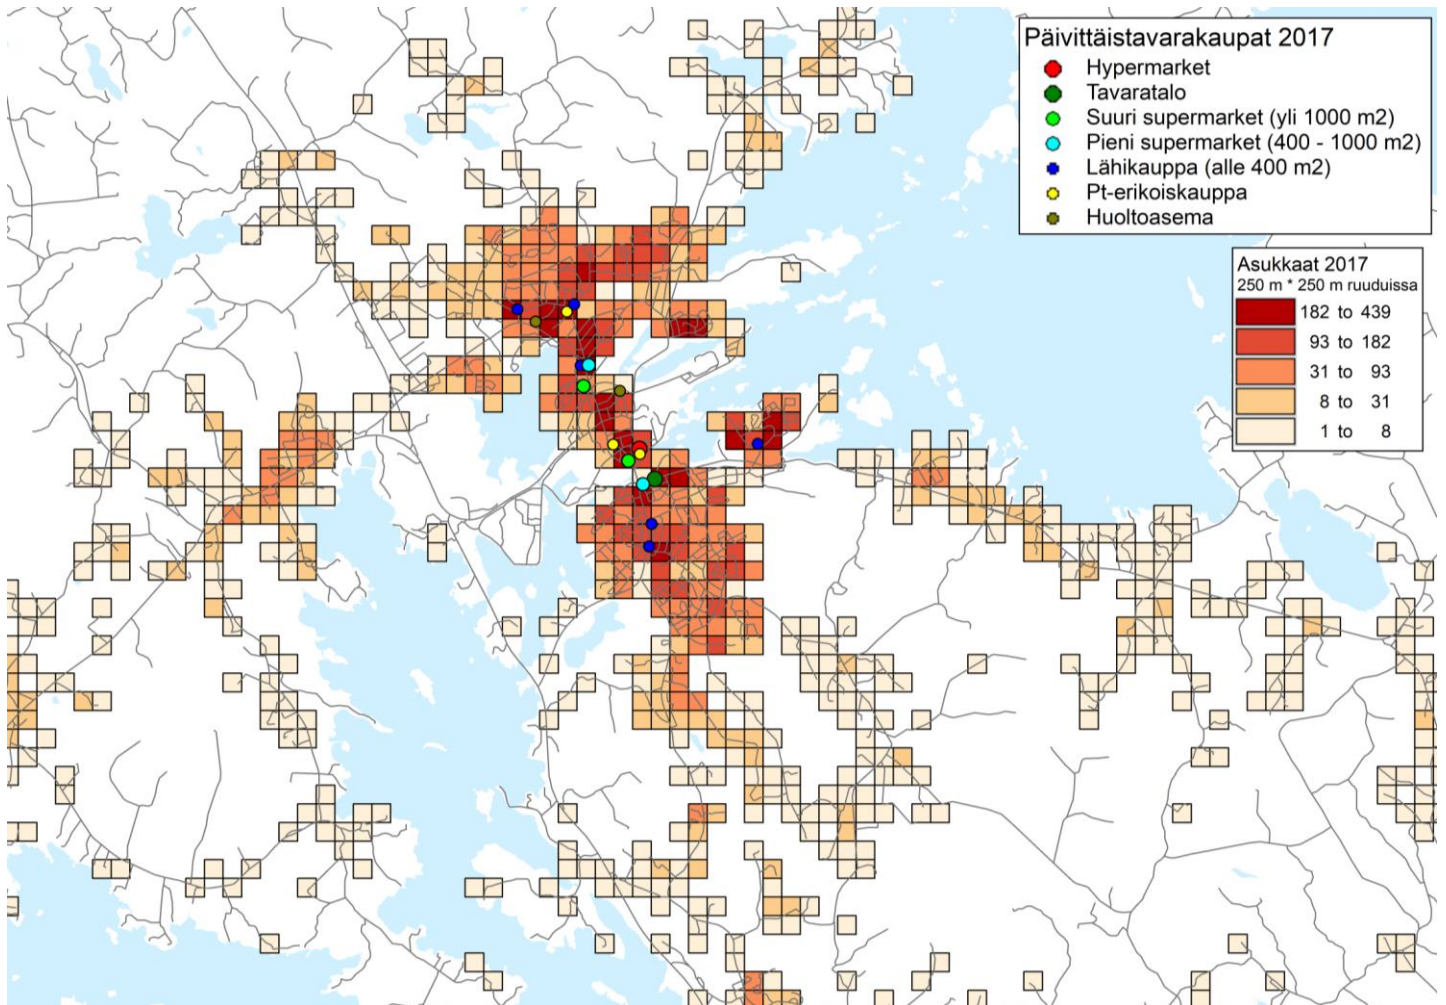 Päivittäistavarakaupat 2017
Hypermarket
Tavaratalo
Suuri supermarket (yli 1000 m2)
Pieni supermarket (400 - 1000 m2)
Lähikauppa (alle 400 m2)
Pt-erikoiskauppa
Huoltoasema
Asukkaat 2017
250 m * 250 m ruuduissa
182 to 439
93 to 182
31 to 93
8 to 31
1 to 8